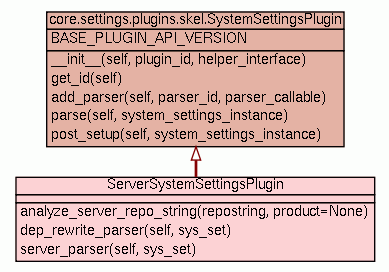 core.settings.plugins.skel.SystemSettingsPlugin
BASE_PLUGIN_API_VERSION
__init__(self, plugin_id, helper_interface)
get_id(self)
add_parser(self, parser_id, parser_callable)
parse(self, system_settings_instance)
post_setup(self, system_settings_instance)
ServerSystemSettingsPlugin
analyze_server_repo_string(repostring, product=None)
dep_rewrite_parser(self, sys_set)
server_parser(self, sys_set)